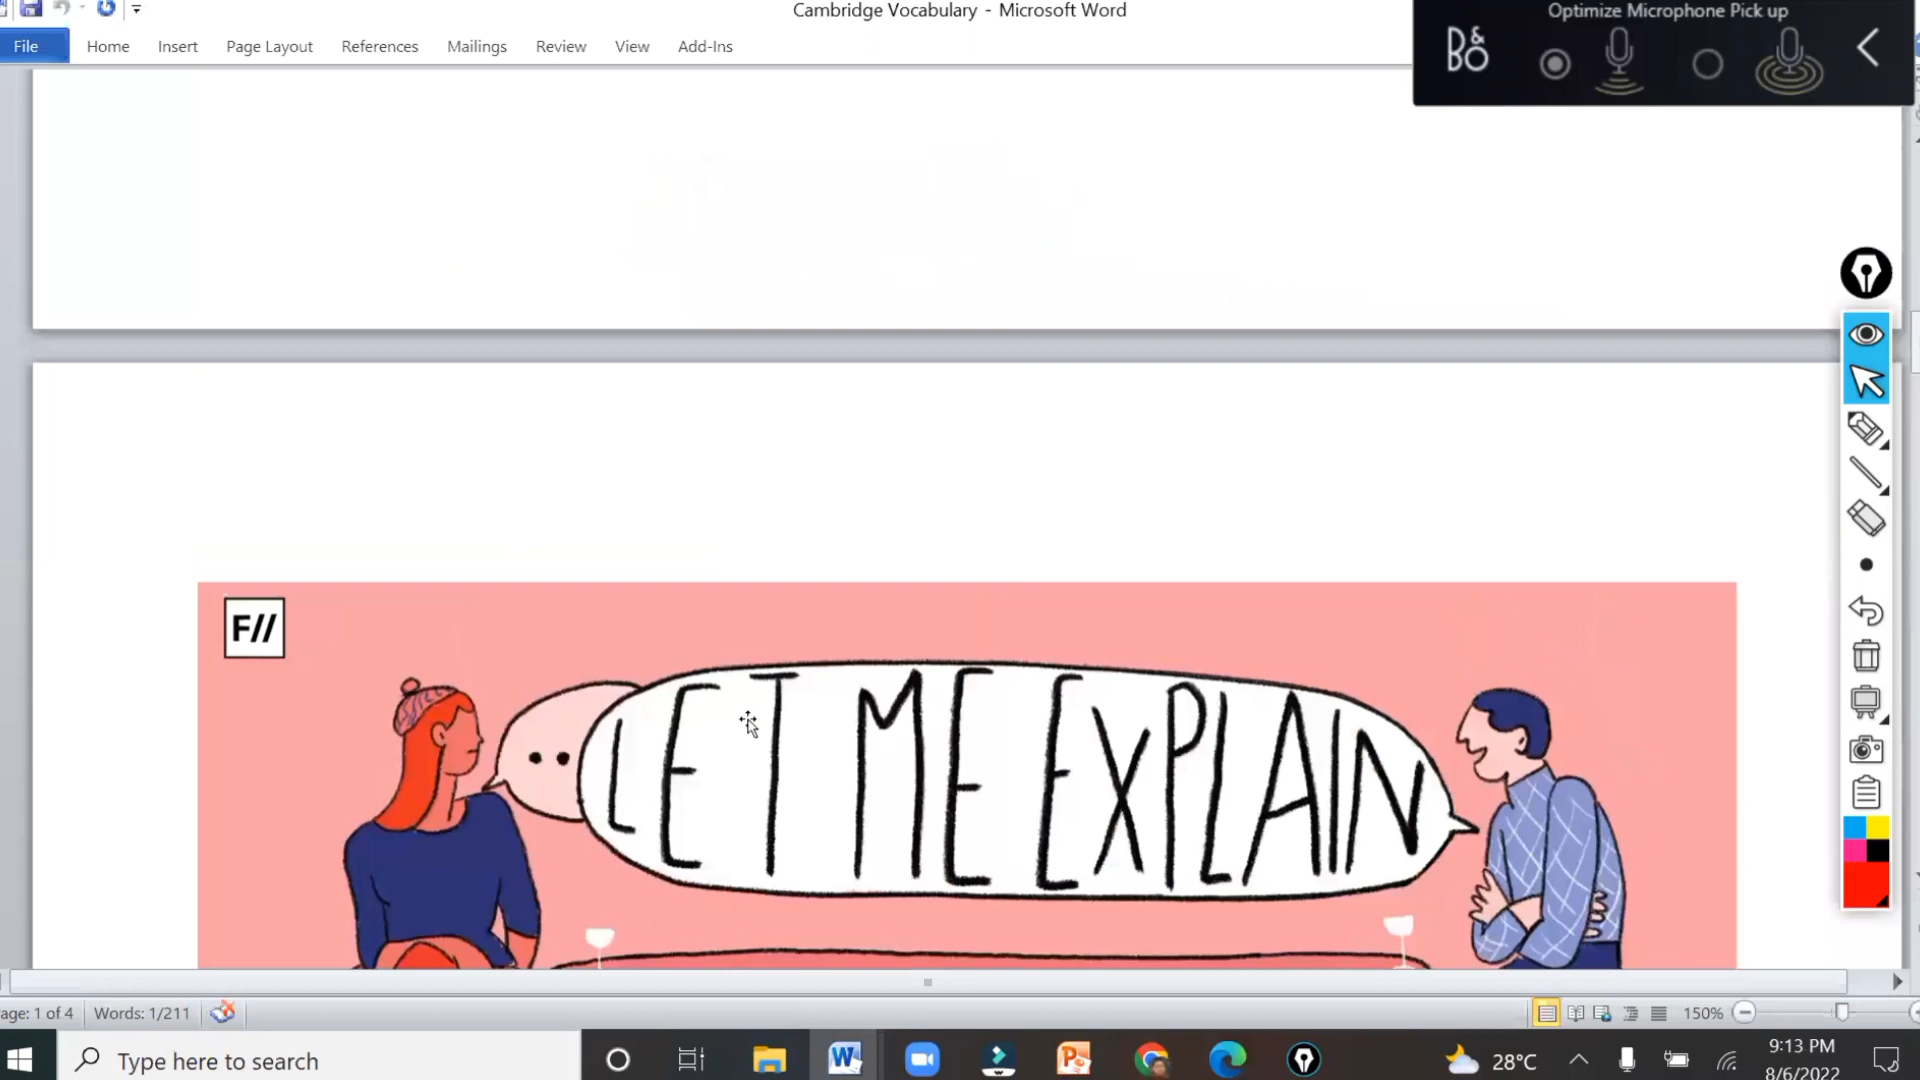 Cambridge Vocabulary - Microsoft Word
Optimize Microphone Pick up
B&O
File Home Insert Page Layout References Mailings Review View Add-Ins
F//
LET ME EXPLAIN
age: 1 of 4 Words: 1/211
150%
Type here to search
28°C
9:13 PM
8/6/2022